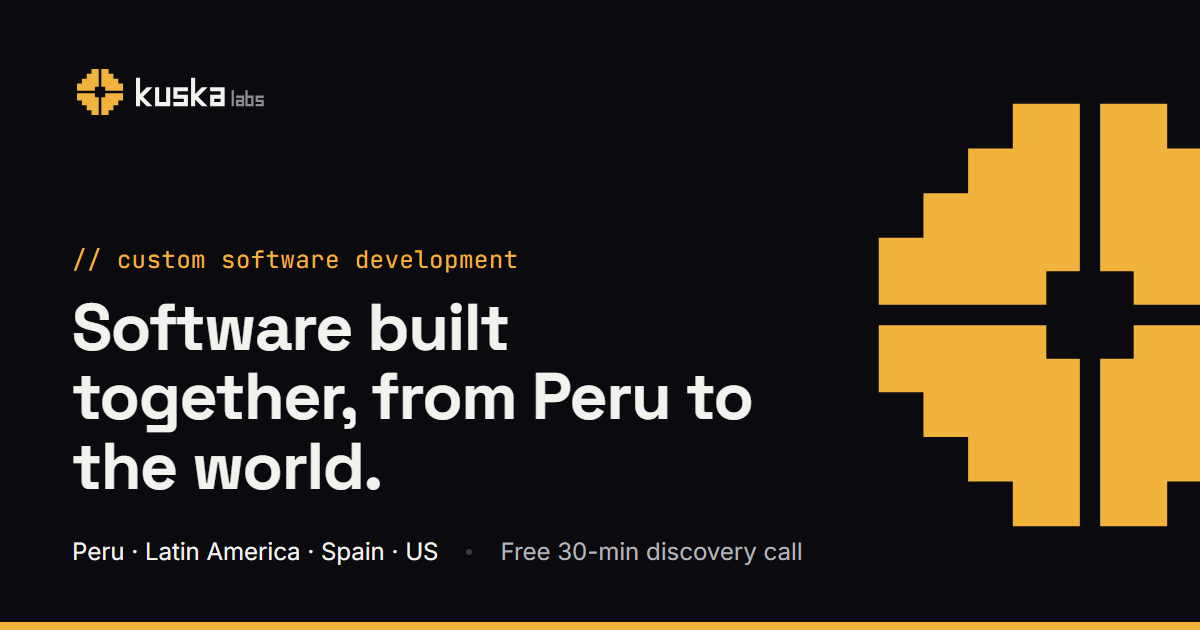 kuska labs
// custom software development
Software built
together, from Peru to
the world.
Peru · Latin America · Spain · US • Free 30-min discovery call